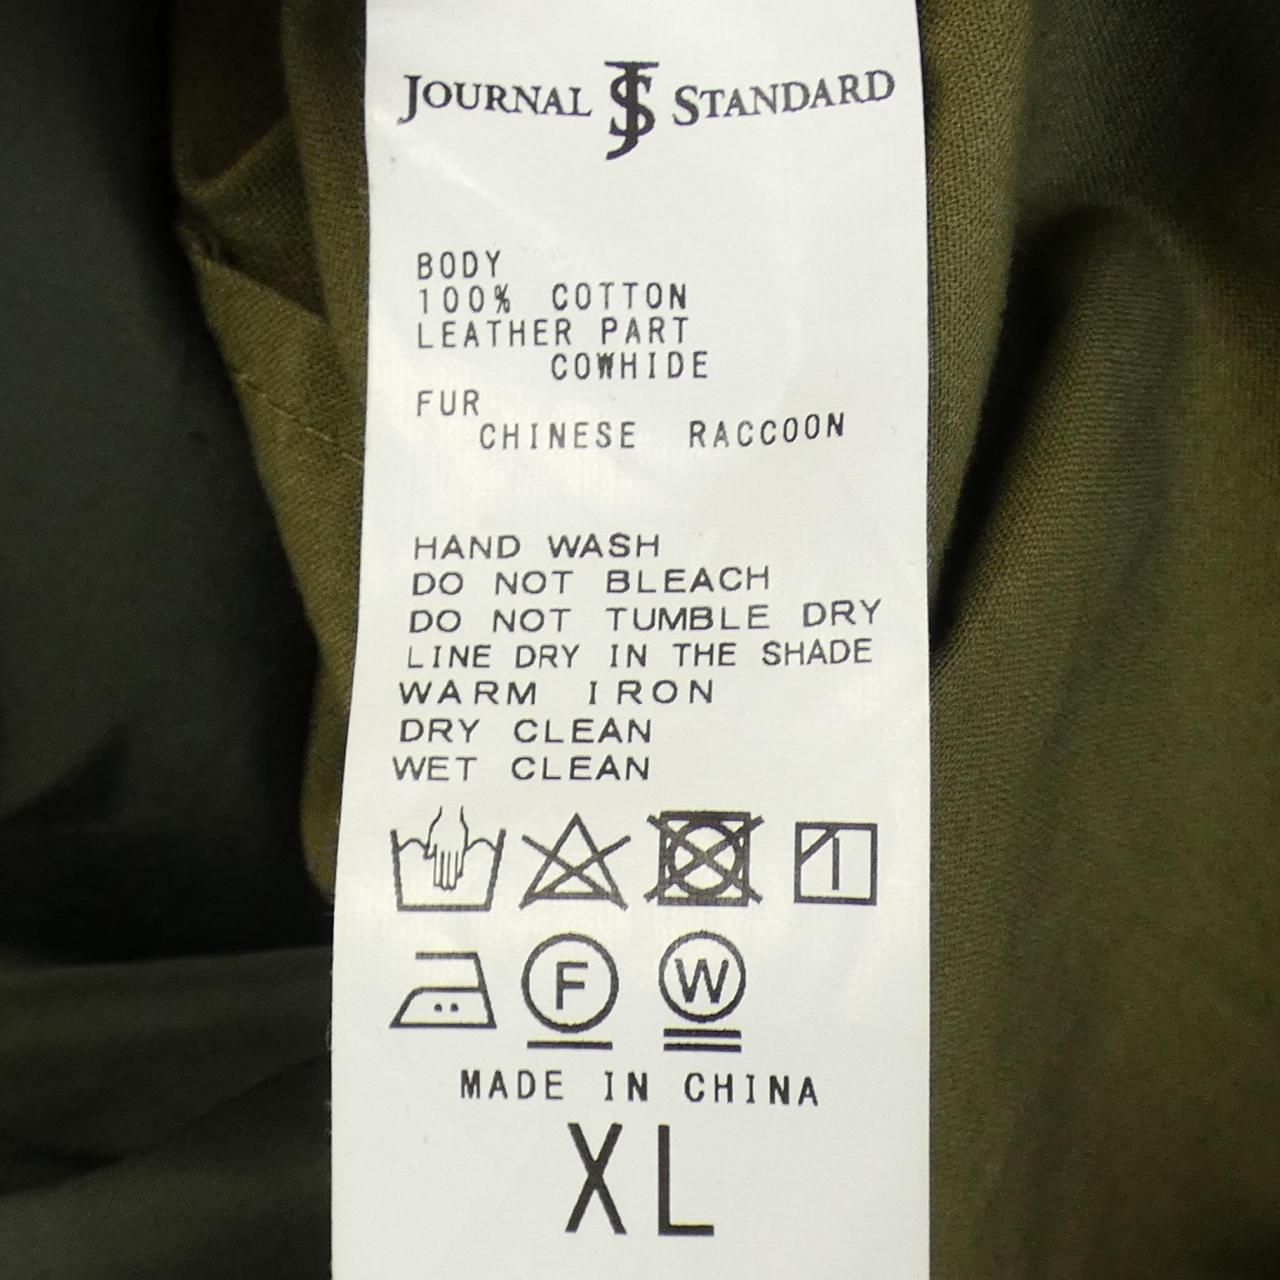 JOURNAL JS STANDARD
BODY
100% COTTON
LEATHER PART
COWHIDE
FUR
CHINESE RACCOON
HAND WASH
DO NOT BLEACH
DO NOT TUMBLE DRY
LINE DRY IN THE SHADE
WARM IRON
DRY CLEAN
WET CLEAN
F W
MADE IN CHINA
XL